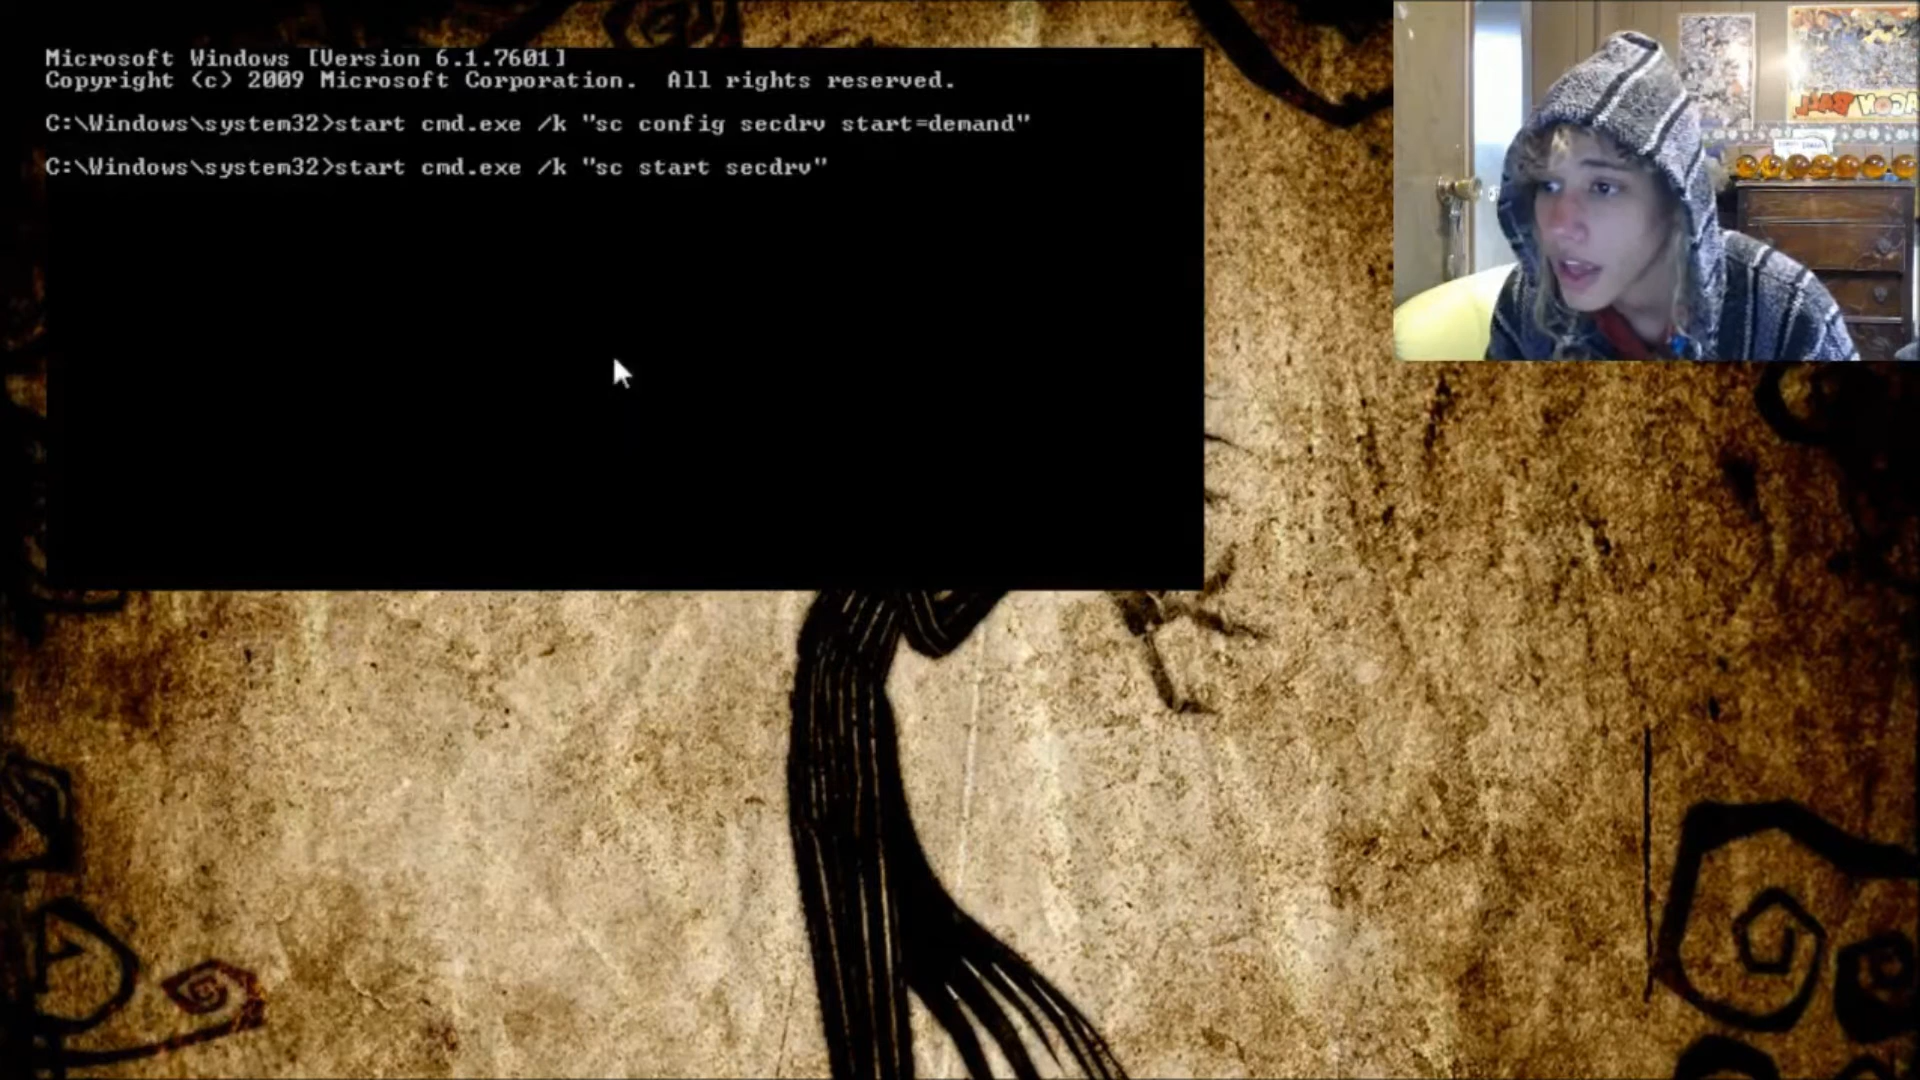 Microsoft Windows [Version 6.1.7601]
Copyright (c) 2009 Microsoft Corporation.  All rights reserved.
C:\Windows\system32>start cmd.exe /k "sc config secdrv start=demand"
C:\Windows\system32>start cmd.exe /k "sc start secdrv"